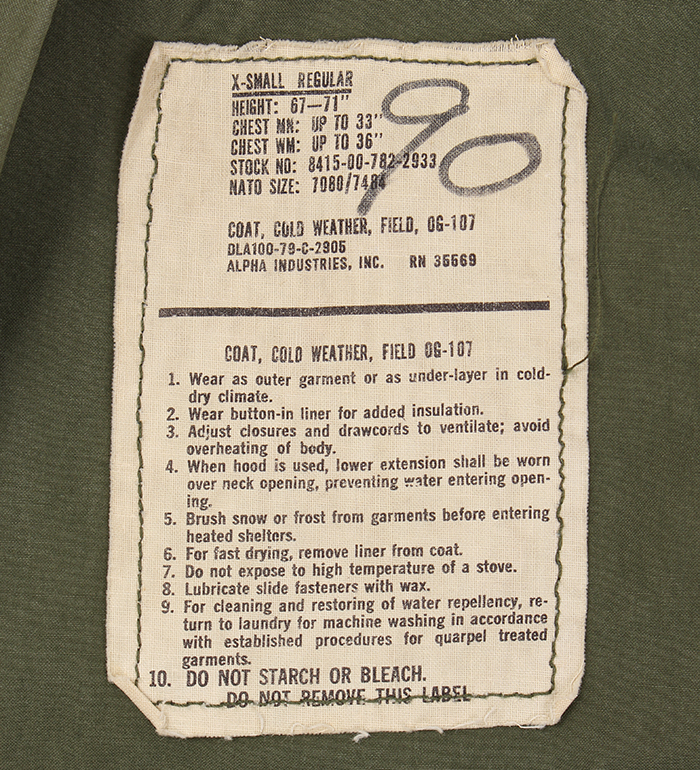 X-SMALL REGULAR
HEIGHT: 67—71"
CHEST MN: UP TO 33"
CHEST WM: UP TO 36"
STOCK NO: 8415-00-782-2933
NATO SIZE: 7080/7484
90
COAT, COLD WEATHER, FIELD, OG-107
DLA100-79-C-2905
ALPHA INDUSTRIES, INC. RN 35569
COAT, COLD WEATHER, FIELD OG-107
1. Wear as outer garment or as under-layer in cold-
dry climate.
2. Wear button-in liner for added insulation.
3. Adjust closures and drawcords to ventilate; avoid
overheating of body.
4. When hood is used, lower extension shall be worn
over neck opening, preventing water entering open-
ing.
5. Brush snow or frost from garments before entering
heated shelters.
6. For fast drying, remove liner from coat.
7. Do not expose to high temperature of a stove.
8. Lubricate slide fasteners with wax.
9. For cleaning and restoring of water repellency, re-
turn to laundry for machine washing in accordance
with established procedures for quarpel treated
garments.
10. DO NOT STARCH OR BLEACH.
DO NOT REMOVE THIS LABEL